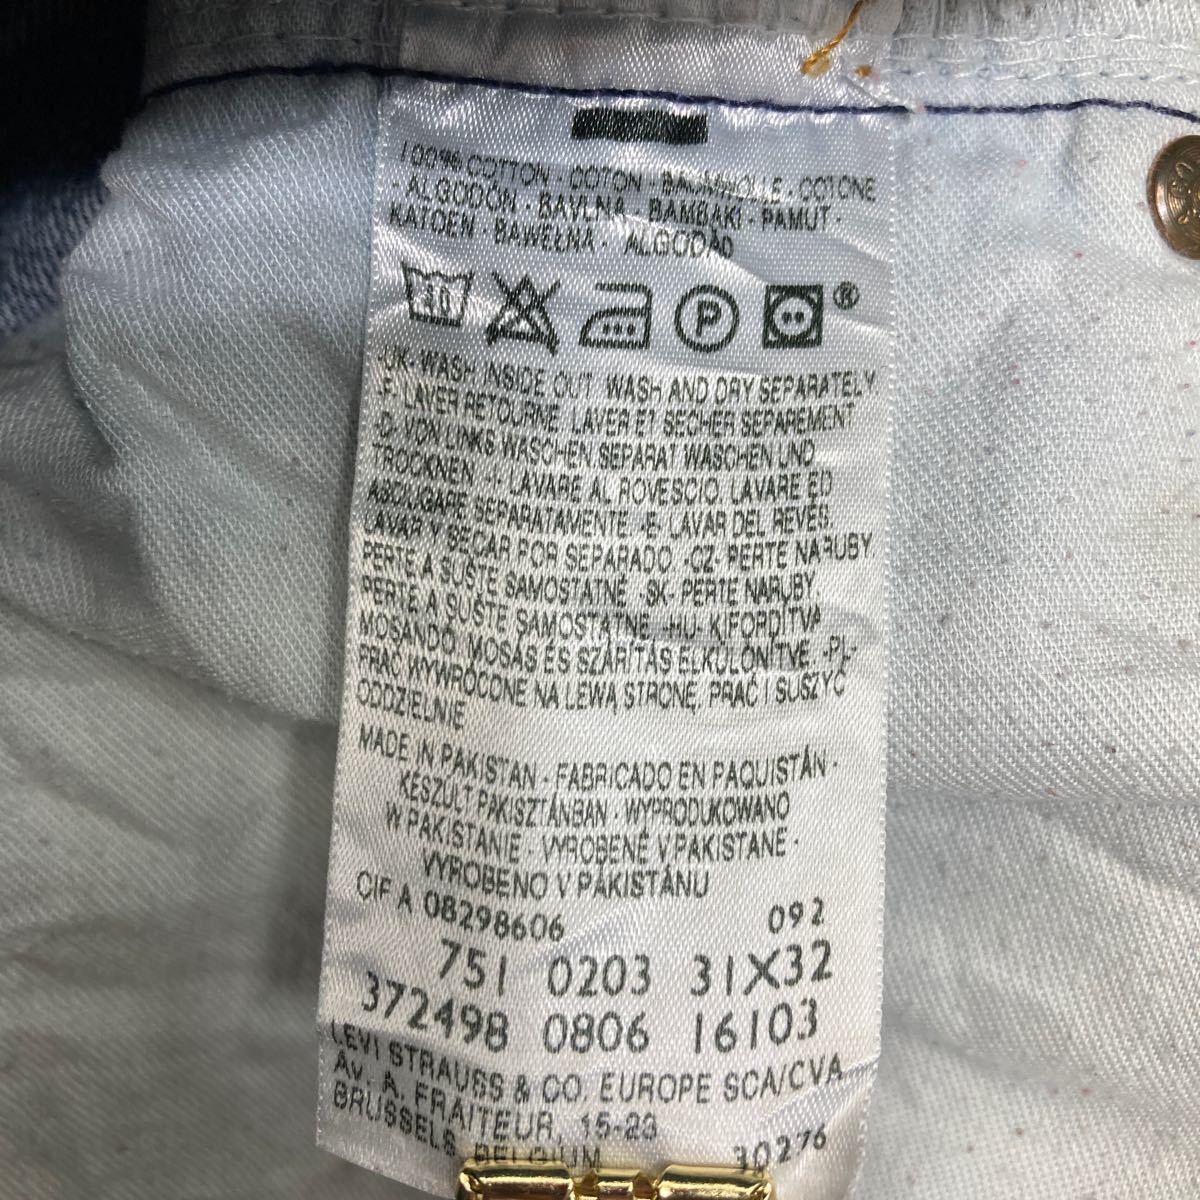 100% COTTON - COTON - BAUMWOLLE - COTONE
- ALGODÓN - BAVLNA - BAMBAKI - PAMUT -
KATOEN - BAWEŁNA - ALGODÃO
P ®
-UK- WASH INSIDE OUT. WASH AND DRY SEPARATELY
-F- LAVER RETOURNE, LAVER ET SECHER SEPAREMENT
-D- VON LINKS WASCHEN, SEPARAT WASCHEN UND
TROCKNEN -I- LAVARE AL ROVESCIO, LAVARE ED
ASCIUGARE SEPARATAMENTE -E- LAVAR DEL REVÉS.
LAVAR Y SECAR POR SEPARADO -CZ- PERTE NARUBY
PERTE A SUŠTE SAMOSTATNĚ -SK- PERTE NARUBY
PERTE A SUŠTE SAMOSTATNE -HU- KIFORDÍTVA
MOSANDÓ, MOSÁS ÉS SZÁRÍTÁS ELKÜLÖNÍTVE. -PL-
PRAĆ WYWRÓCONE NA LEWĄ STRONĘ, PRAĆ I SUSZYĆ
ODDZIELNIE
MADE IN PAKISTAN - FABRICADO EN PAQUISTÁN -
KÉSZÜLT PAKISZTÁNBAN - WYPRODUKOWANO
W PAKISTANIE - VYROBENÉ V PAKISTANE -
VYROBENO V PÁKISTÁNU
CIF A 08298606 092
751 0203 31X32
372498 0806 16103
LEVI STRAUSS & CO. EUROPE SCA/CVA
AV. A. FRAITEUR, 15-23
BRUSSELS BELGIUM 30276